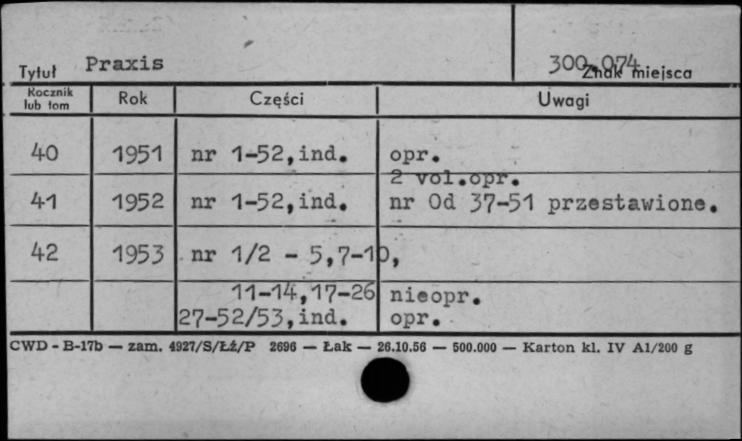 Tytuł Praxis 300.074 Znak miejsca
Rocznik lub tom Rok Części Uwagi
40 1951 nr 1-52,ind. opr.
2 vol.opr.
41 1952 nr 1-52,ind. nr Od 37-51 przestawione.
42 1953 nr 1/2 - 5,7-10,
11-14,17-26 nieopr.
27-52/53,ind. opr.
CWD - B-17b — zam. 4927/S/Łż/P 2696 — Łak — 26.10.56 — 500.000 — Karton kl. IV A1/200 g